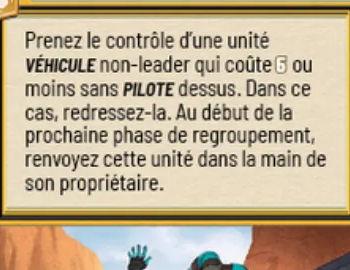 Prenez le contrôle d'une unité
VÉHICULE non-leader qui coûte 6 ou
moins sans PILOTE dessus. Dans ce
cas, redressez-la. Au début de la
prochaine phase de regroupement,
renvoyez cette unité dans la main de
son propriétaire.